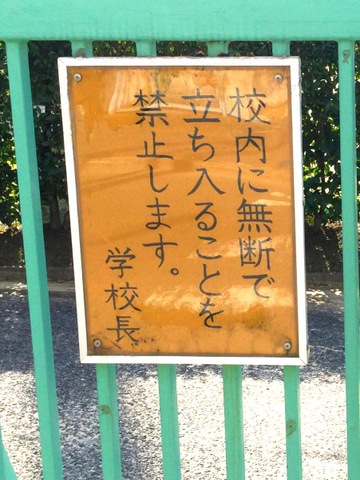 校内に無断で
立ち入ることを
禁止します。
学校長